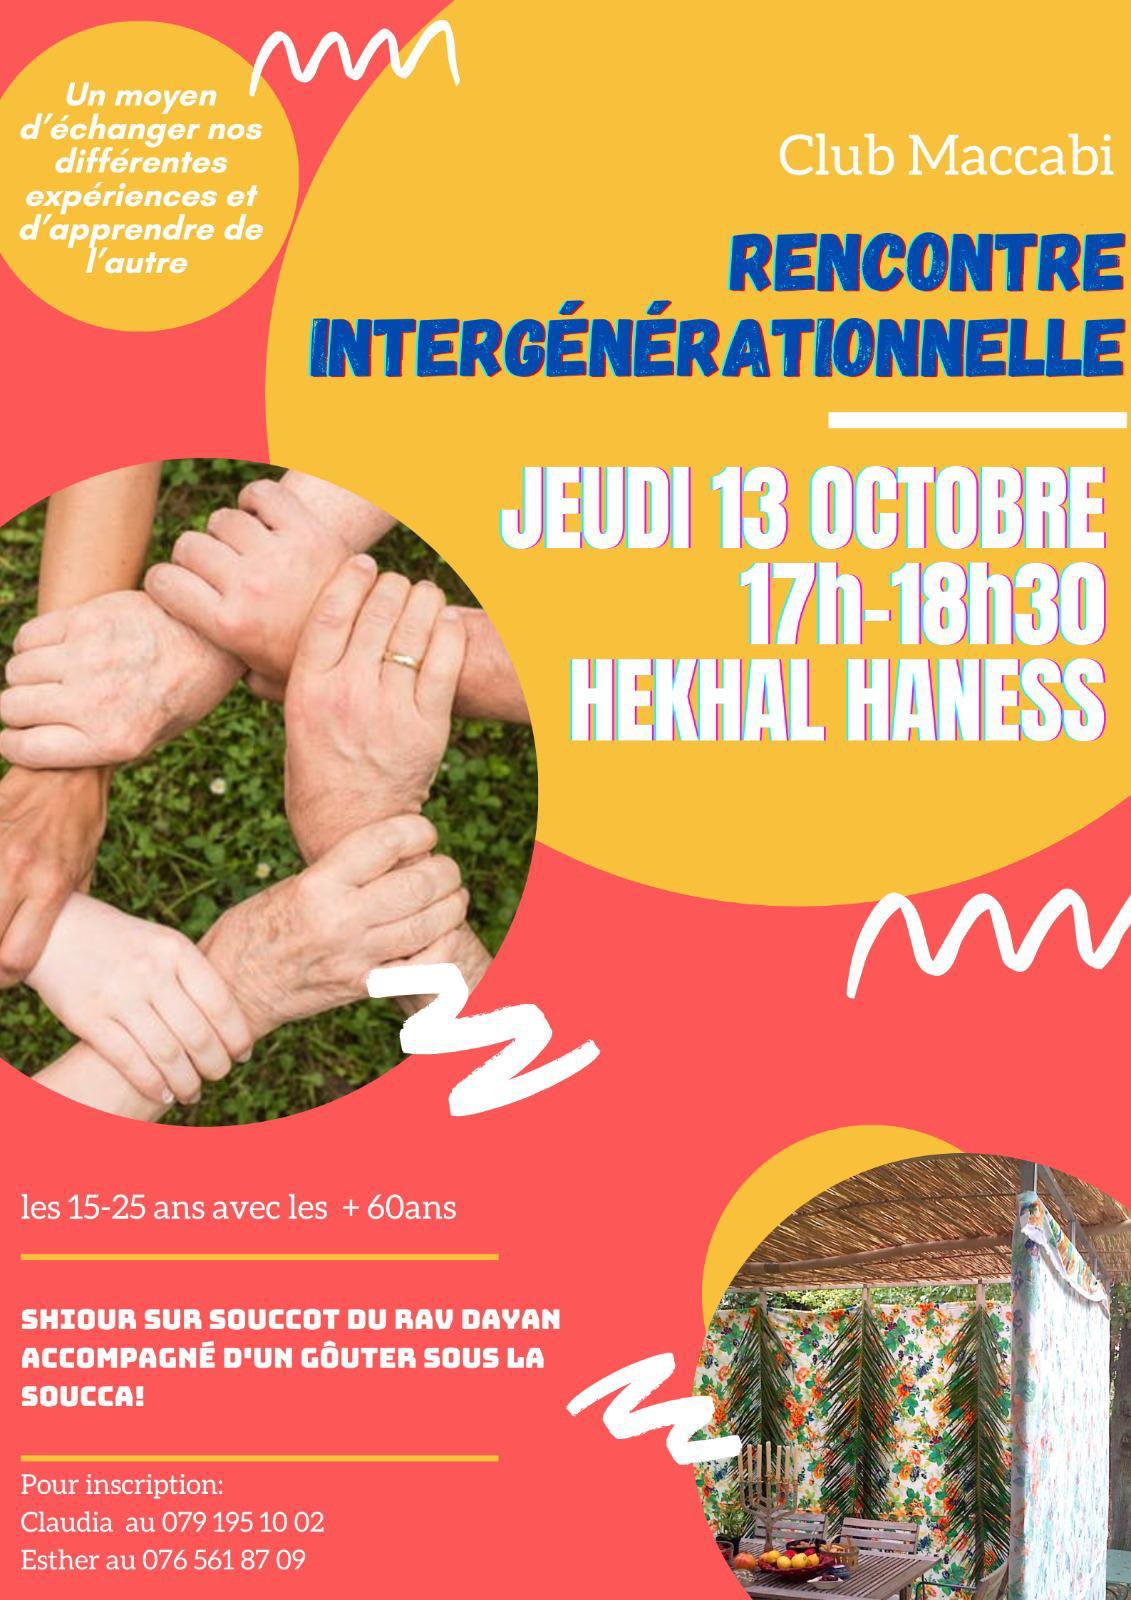 Un moyen
d'échanger nos
différentes
expériences et
d'apprendre de
l'autre
Club Maccabi
RENCONTRE
INTERGÉNÉRATIONNELLE
JEUDI 13 OCTOBRE
17h-18h30
HEKHAL HANESS
les 15-25 ans avec les + 60ans
SHIOUR SUR SOUCCOT DU RAV DAYAN
ACCOMPAGNÉ D'UN GÔUTER SOUS LA
SOUCCA!
Pour inscription:
Claudia au 079 195 10 02
Esther au 076 561 87 09